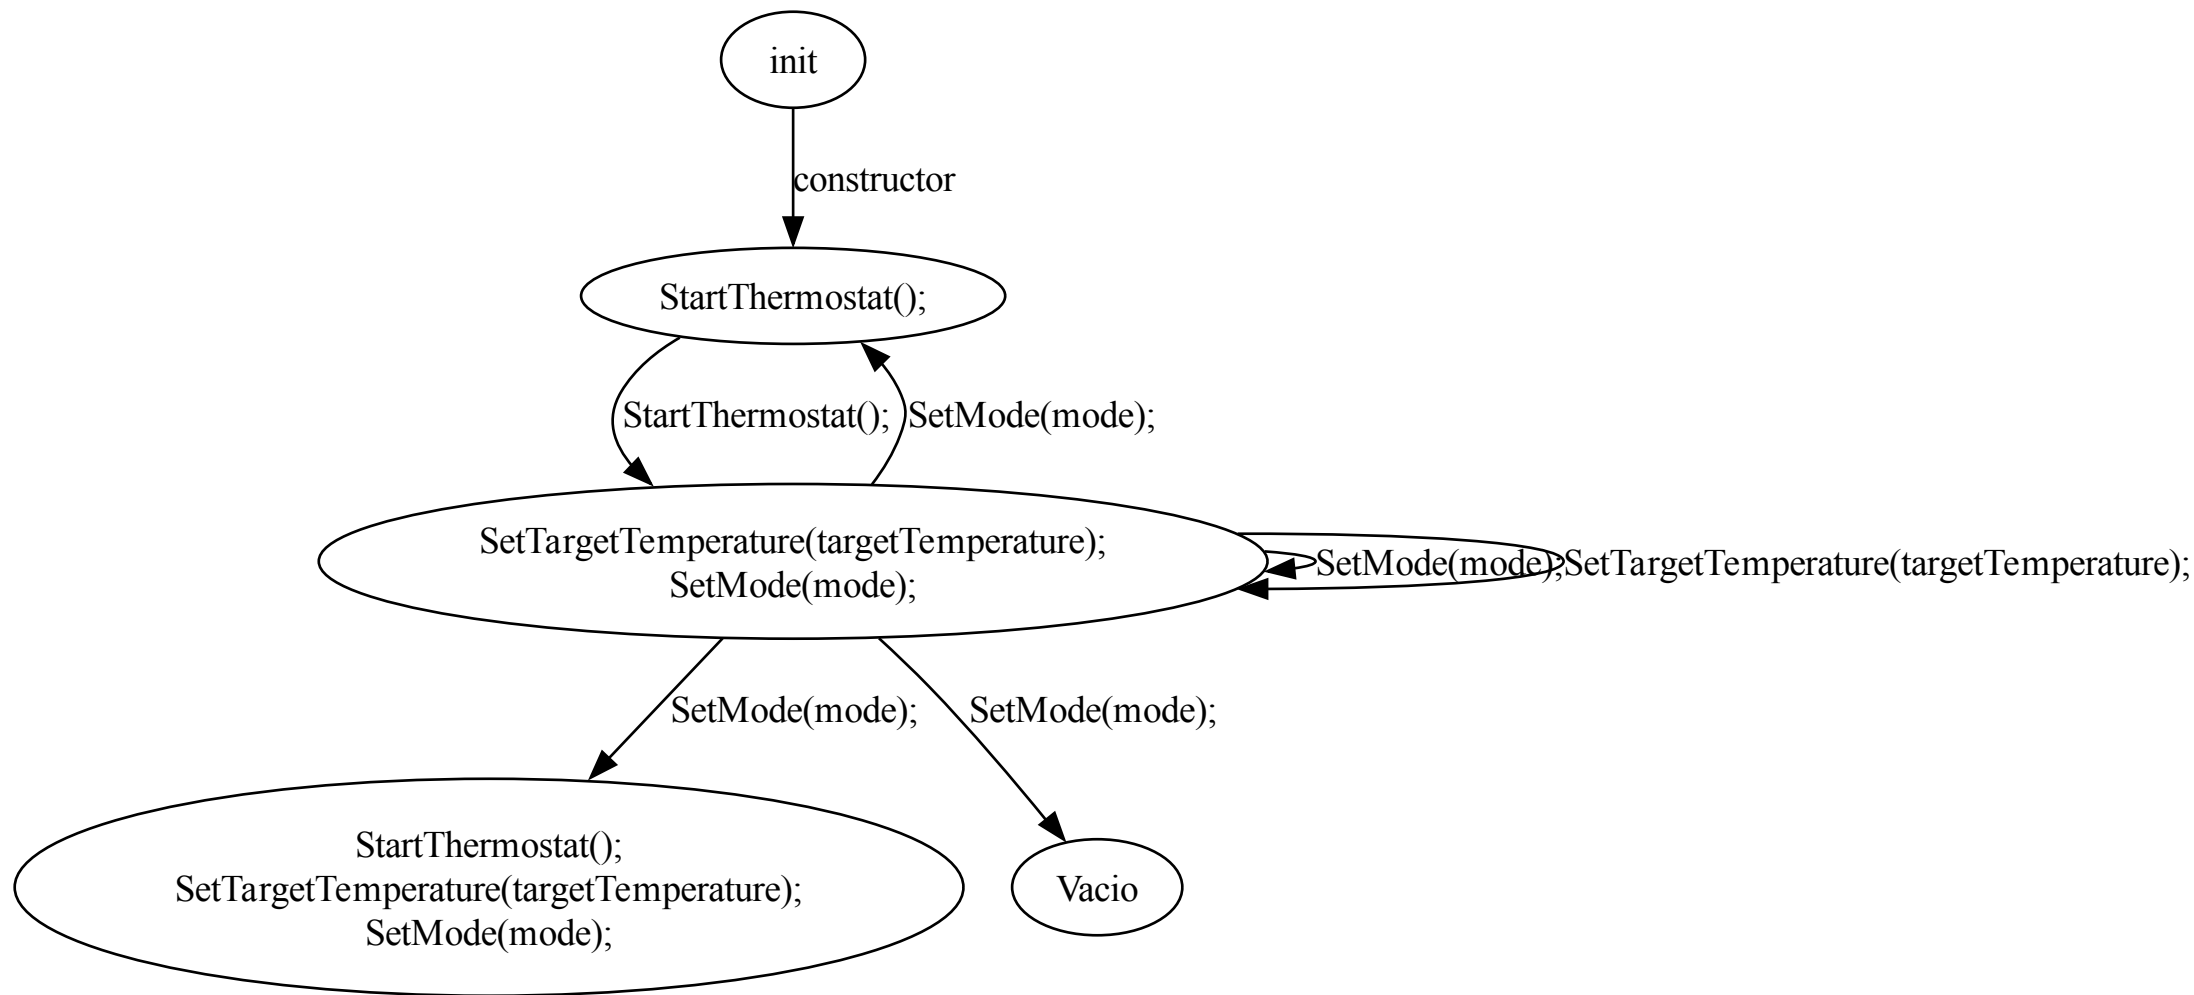 init
constructor
StartThermostat();
StartThermostat();
SetMode(mode);
SetTargetTemperature(targetTemperature);
SetMode(mode);
SetMode(mode);
SetTargetTemperature(targetTemperature);
SetMode(mode);
SetMode(mode);
StartThermostat();
SetTargetTemperature(targetTemperature);
SetMode(mode);
Vacio